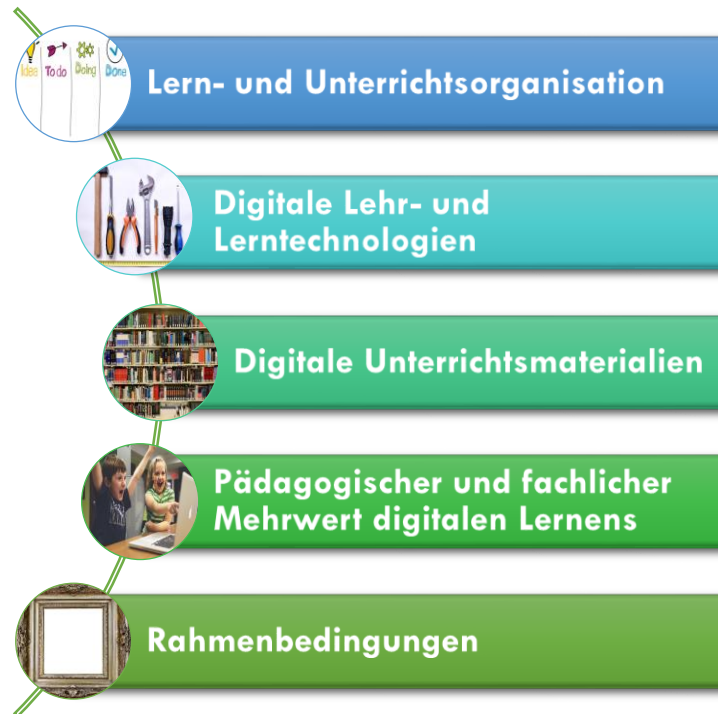 Idee To do Doing Done
Lern- und Unterrichtsorganisation
Digitale Lehr- und
Lerntechnologien
Digitale Unterrichtsmaterialien
Pädagogischer und fachlicher
Mehrwert digitalen Lernens
Rahmenbedingungen